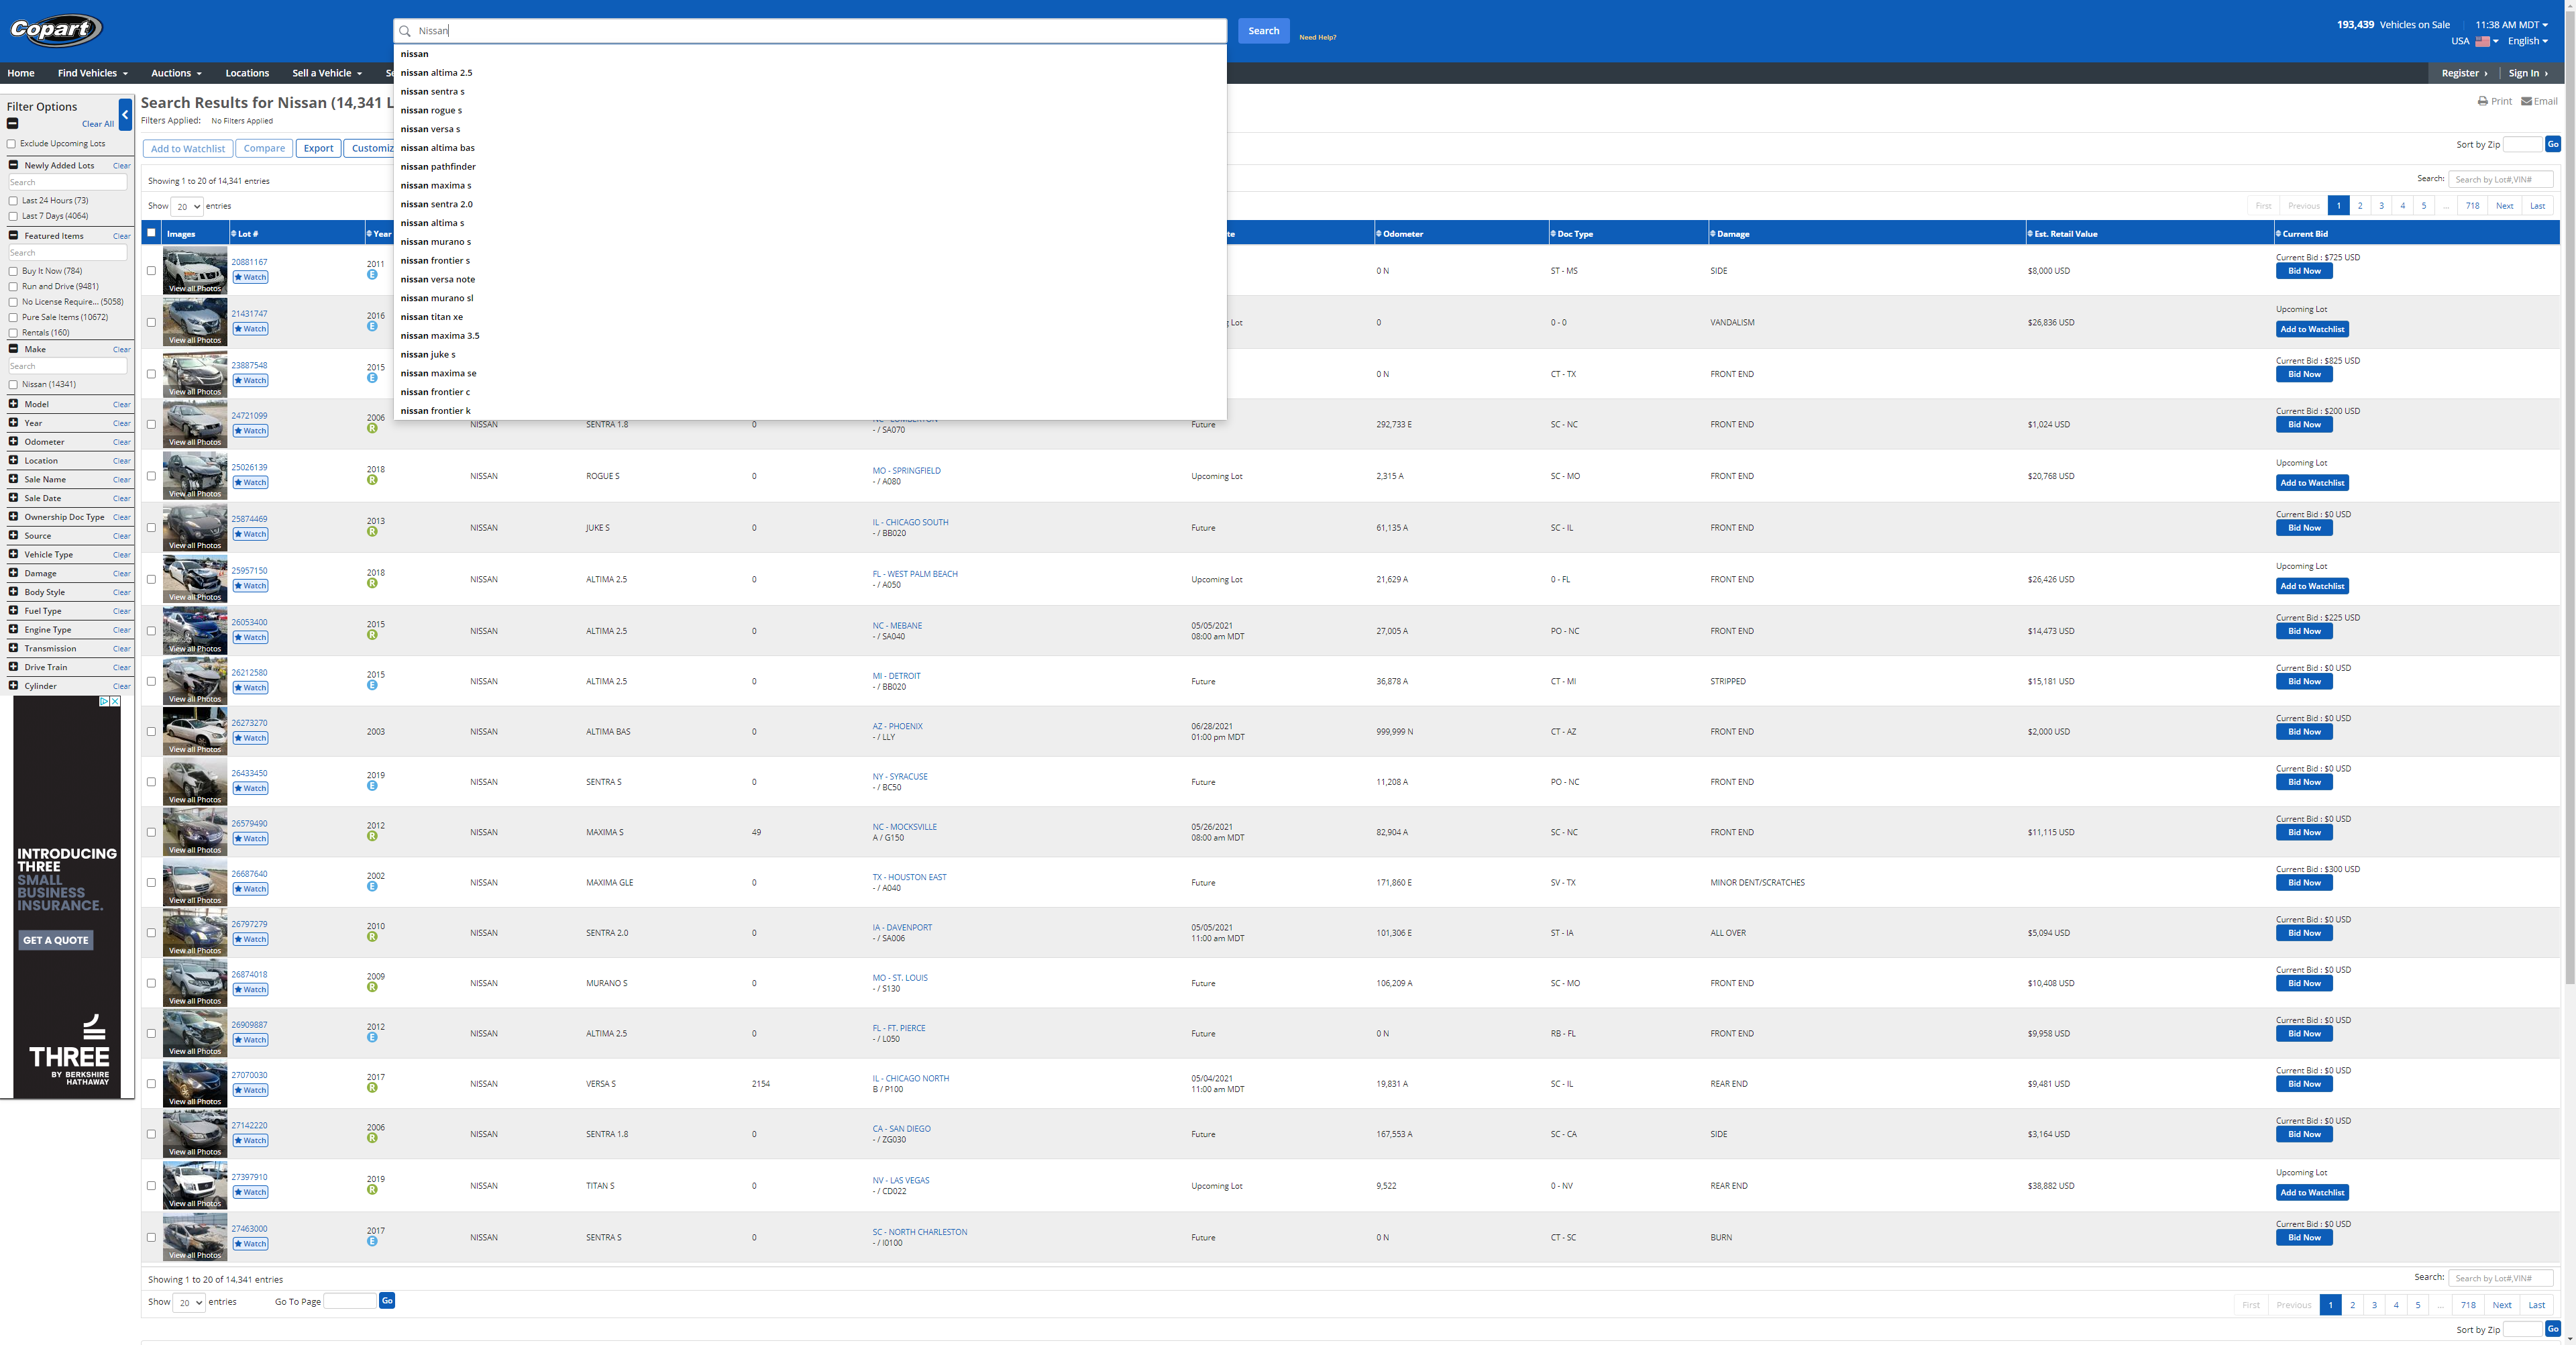 Copart
Nissan
Search
Need Help?
193,439 Vehicles on Sale
11:38 AM MDT
USA
English
Home
Find Vehicles
Auctions
Locations
Sell a Vehicle
Register
Sign In
nissan
nissan altima 2.5
nissan sentra s
nissan rogue s
nissan versa s
nissan altima bas
nissan pathfinder
nissan maxima s
nissan sentra 2.0
nissan altima s
nissan murano s
nissan frontier s
nissan versa note
nissan murano sl
nissan titan xe
nissan maxima 3.5
nissan juke s
nissan maxima se
nissan frontier c
nissan frontier k
Filter Options
Clear All
Exclude Upcoming Lots
Newly Added Lots Clear
Search
Last 24 Hours (73)
Last 7 Days (4064)
Featured Items Clear
Search
Buy It Now (784)
Run and Drive (9481)
No License Require... (5058)
Pure Sale Items (10672)
Rentals (160)
Make Clear
Search
Nissan (14341)
Model Clear
Year Clear
Odometer Clear
Location Clear
Sale Name Clear
Sale Date Clear
Ownership Doc Type Clear
Source Clear
Vehicle Type Clear
Damage Clear
Body Style Clear
Fuel Type Clear
Engine Type Clear
Transmission Clear
Drive Train Clear
Cylinder Clear
INTRODUCING
THREE
SMALL
BUSINESS
INSURANCE.
GET A QUOTE
THREE
BY BERKSHIRE
HATHAWAY
Search Results for Nissan (14,341 L
Print Email
Filters Applied: No Filters Applied
Add to Watchlist Compare Export Customiz
Sort by Zip Go
Showing 1 to 20 of 14,341 entries
Search: Search by Lot#,VIN#
Show 20 entries
First Previous 1 2 3 4 5 ... 718 Next Last
Images Lot # Year te Odometer Doc Type Damage Est. Retail Value Current Bid
View all Photos 20881167 Watch 2011 E 0 N ST - MS SIDE $8,000 USD Current Bid : $725 USD Bid Now
View all Photos 21431747 Watch 2016 E Lot 0 0 - 0 VANDALISM $26,836 USD Upcoming Lot Add to Watchlist
View all Photos 23887548 Watch 2015 E 0 N CT - TX FRONT END Current Bid : $825 USD Bid Now
View all Photos 24721099 Watch 2006 R NISSAN SENTRA 1.8 0 - / SA070 Future 292,733 E SC - NC FRONT END $1,024 USD Current Bid : $200 USD Bid Now
View all Photos 25026139 Watch 2018 R NISSAN ROGUE S 0 MO - SPRINGFIELD - / A080 Upcoming Lot 2,315 A SC - MO FRONT END $20,768 USD Upcoming Lot Add to Watchlist
View all Photos 25874469 Watch 2013 R NISSAN JUKE S 0 IL - CHICAGO SOUTH - / BB020 Future 61,135 A SC - IL FRONT END Current Bid : $0 USD Bid Now
View all Photos 25957150 Watch 2018 R NISSAN ALTIMA 2.5 0 FL - WEST PALM BEACH - / A050 Upcoming Lot 21,629 A 0 - FL FRONT END $26,426 USD Upcoming Lot Add to Watchlist
View all Photos 26053400 Watch 2015 R NISSAN ALTIMA 2.5 0 NC - MEBANE - / SA040 05/05/2021 08:00 am MDT 27,005 A PO - NC FRONT END $14,473 USD Current Bid : $225 USD Bid Now
View all Photos 26212580 Watch 2015 E NISSAN ALTIMA 2.5 0 MI - DETROIT - / BB020 Future 36,878 A CT - MI STRIPPED $15,181 USD Current Bid : $0 USD Bid Now
View all Photos 26273270 Watch 2003 NISSAN ALTIMA BAS 0 AZ - PHOENIX - / LLY 06/28/2021 01:00 pm MDT 999,999 N CT - AZ FRONT END $2,000 USD Current Bid : $0 USD Bid Now
View all Photos 26433450 Watch 2019 E NISSAN SENTRA S 0 NY - SYRACUSE - / BC50 Future 11,208 A PO - NC FRONT END Current Bid : $0 USD Bid Now
View all Photos 26579490 Watch 2012 R NISSAN MAXIMA S 49 NC - MOCKSVILLE A / G150 05/26/2021 08:00 am MDT 82,904 A SC - NC FRONT END $11,115 USD Current Bid : $0 USD Bid Now
View all Photos 26687640 Watch 2002 E NISSAN MAXIMA GLE 0 TX - HOUSTON EAST - / A040 Future 171,860 E SV - TX MINOR DENT/SCRATCHES Current Bid : $300 USD Bid Now
View all Photos 26797279 Watch 2010 R NISSAN SENTRA 2.0 0 IA - DAVENPORT - / SA006 05/05/2021 11:00 am MDT 101,306 E ST - IA ALL OVER $5,094 USD Current Bid : $0 USD Bid Now
View all Photos 26874018 Watch 2009 R NISSAN MURANO S 0 MO - ST. LOUIS - / S130 Future 106,209 A SC - MO FRONT END $10,408 USD Current Bid : $0 USD Bid Now
View all Photos 26909887 Watch 2012 E NISSAN ALTIMA 2.5 0 FL - FT. PIERCE - / L050 Future 0 N RB - FL FRONT END $9,958 USD Current Bid : $0 USD Bid Now
View all Photos 27070030 Watch 2017 R NISSAN VERSA S 2154 IL - CHICAGO NORTH B / P100 05/04/2021 11:00 am MDT 19,831 A SC - IL REAR END $9,481 USD Current Bid : $0 USD Bid Now
View all Photos 27142220 Watch 2006 R NISSAN SENTRA 1.8 0 CA - SAN DIEGO - / ZG030 Future 167,553 A SC - CA SIDE $3,164 USD Current Bid : $0 USD Bid Now
View all Photos 27397910 Watch 2019 R NISSAN TITAN S 0 NV - LAS VEGAS - / CD022 Upcoming Lot 9,522 0 - NV REAR END $38,882 USD Upcoming Lot Add to Watchlist
View all Photos 27463000 Watch 2017 E NISSAN SENTRA S 0 SC - NORTH CHARLESTON - / I0100 Future 0 N CT - SC BURN Current Bid : $0 USD Bid Now
Showing 1 to 20 of 14,341 entries
Search: Search by Lot#,VIN#
Show 20 entries Go To Page Go
First Previous 1 2 3 4 5 ... 718 Next Last
Sort by Zip Go